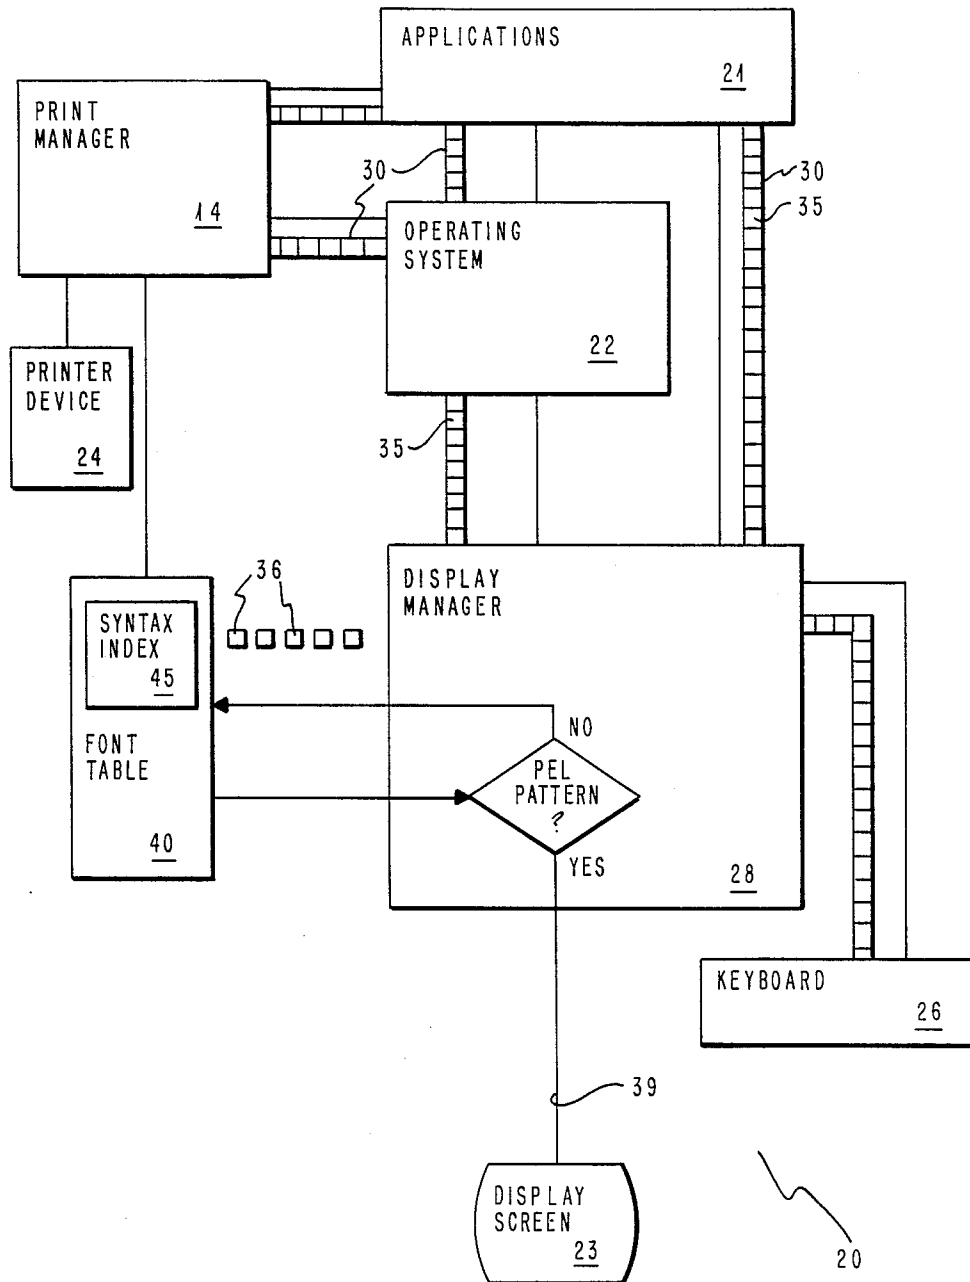 APPLICATIONS
21
PRINT
MANAGER
14
30
30
35
OPERATING
SYSTEM
22
PRINTER
DEVICE
24
35
36
SYNTAX
INDEX
45
FONT
TABLE
40
DISPLAY
MANAGER
NO
PEL
PATTERN
?
YES
28
KEYBOARD
26
39
DISPLAY
SCREEN
23
20